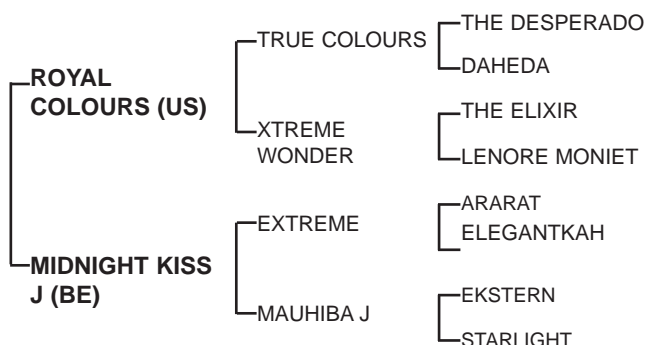 ROYAL
COLOURS (US)
TRUE COLOURS
THE DESPERADO
DAHEDA
XTREME
WONDER
THE ELIXIR
LENORE MONIET
MIDNIGHT KISS
J (BE)
EXTREME
ARARAT
ELEGANTKAH
MAUHIBA J
EKSTERN
STARLIGHT